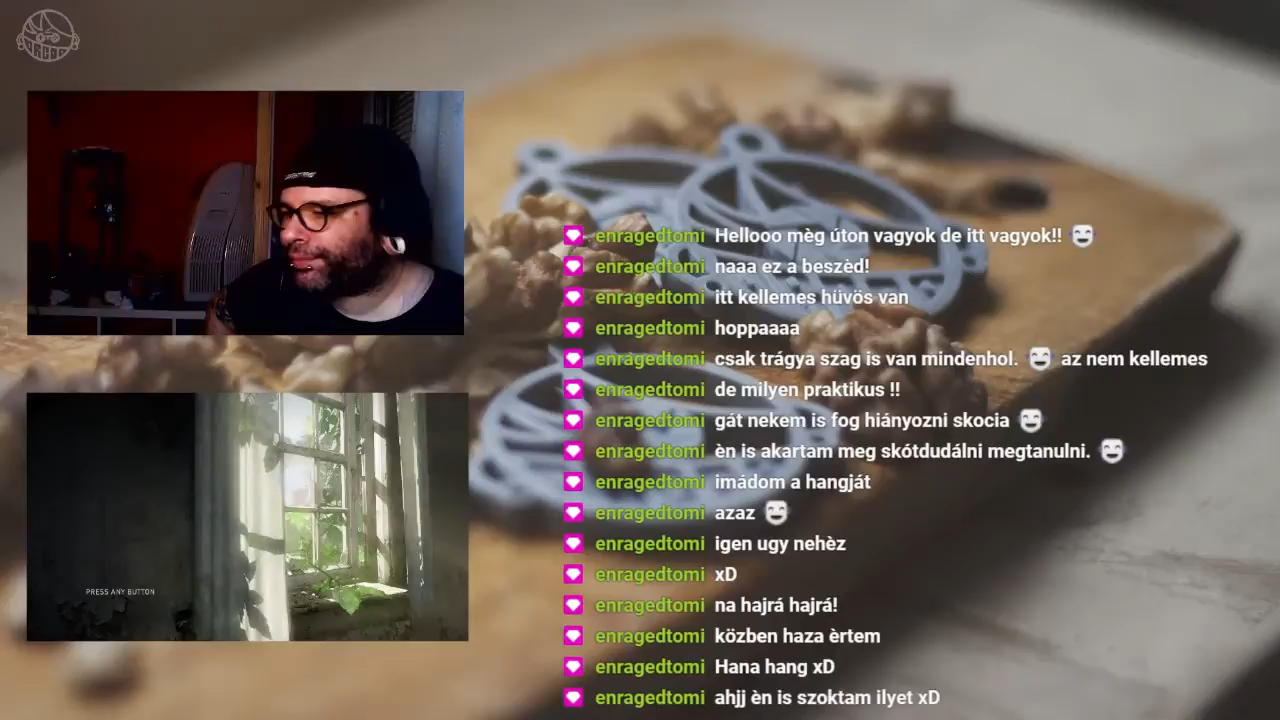 enragedtomi Hellooo mèg úton vagyok de itt vagyok!!
enragedtomi naaa ez a beszèd!
enragedtomi itt kellemes hüvös van
enragedtomi hoppaaaa
enragedtomi csak trágya szag is van mindenhol. az nem kellemes
enragedtomi de milyen praktikus !!
enragedtomi gát nekem is fog hiányozni skocia
enragedtomi èn is akartam meg skótdudálni megtanulni.
enragedtomi imádom a hangját
enragedtomi azaz
enragedtomi igen ugy nehèz
PRESS ANY BUTTON
enragedtomi xD
enragedtomi na hajrá hajrá!
enragedtomi közben haza èrtem
enragedtomi Hana hang xD
enragedtomi ahjj èn is szoktam ilyet xD